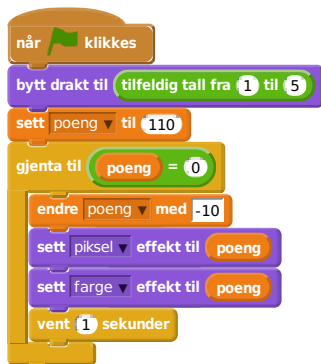 når klikkes
bytt drakt til tilfeldig tall fra 1 til 5
sett poeng til 110
gjenta til poeng = 0
endre poeng med -10
sett piksel effekt til poeng
sett farge effekt til poeng
vent 1 sekunder